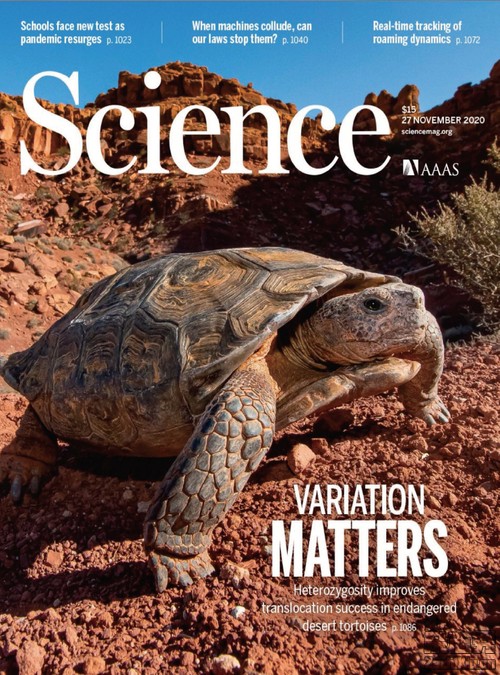 Schools face new test as
pandemic resurges p. 1023
When machines collude, can
our laws stop them? p. 1040
Real-time tracking of
roaming dynamics p. 1072
Science
$15
27 NOVEMBER 2020
sciencemag.org
AAAS
VARIATION
MATTERS
Heterozygosity improves
translocation success in endangered
desert tortoises p. 1086